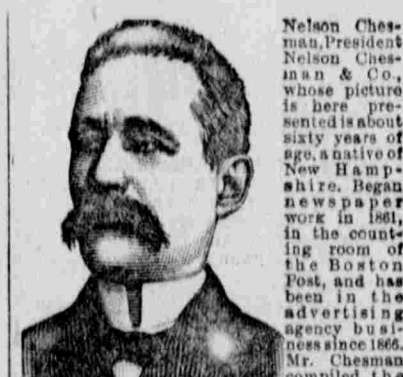 Nelson Ches-
man, President
Nelson Ches-
man & Co.,
whose picture
is here pre-
sented is about
sixty years of
age, a native of
New Hamp-
shire. Began
newspaper
work in 1861,
in the count-
ing room of
the Boston
Post, and has
been in the
advertising
agency busi-
ness since 1866.
Mr. Chesman
compiled the